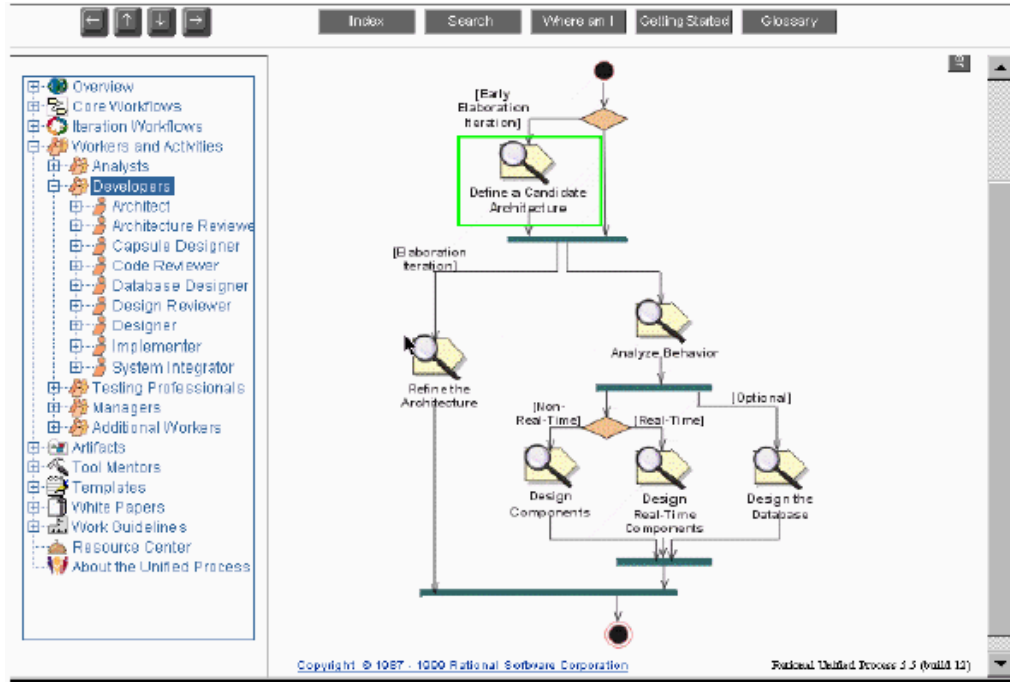 Index
Search
Where am I
Getting Started
Glossary
Overview
Core Workflows
Iteration Workflows
Workers and Activities
Analysts
Developers
Architect
Architecture Reviewe
Capsule Designer
Code Reviewer
Database Designer
Design Reviewer
Designer
Implementer
System Integrator
Testing Professionals
Managers
Additional Workers
Artifacts
Tool Mentors
Templates
White Papers
Work Guidelines
Resource Center
About the Unified Process
[Early
Elaboration
Iteration]
Define a Candidate
Architecture
[Elaboration
Iteration]
Refine the
Architecture
Analyze Behavior
[Non-
Real-Time]
[Real-Time]
[Optional]
Design
Components
Design
Real-Time
Components
Design the
Database
Copyright © 1987 - 1999 Rational Software Corporation
Rational Unified Process 5.5 (build 12)